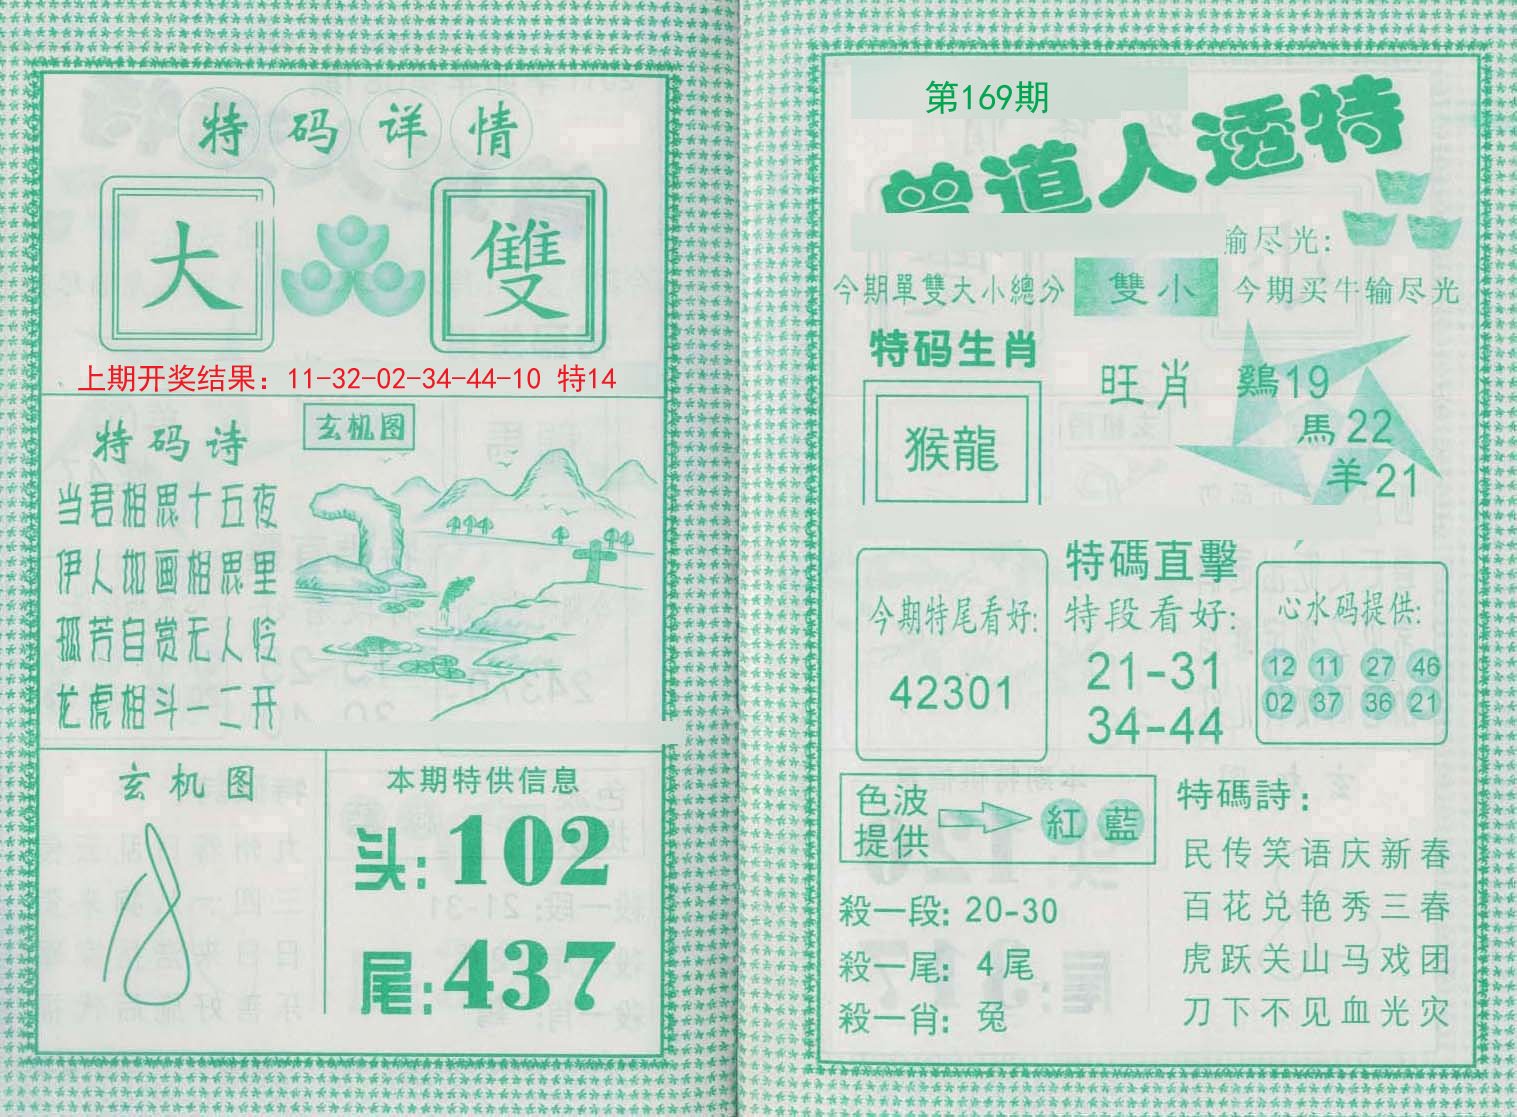 特码详情
大 雙
上期开奖结果：11-32-02-34-44-10 特14
特码诗
玄机图
当君相思十五夜
伊人如画相思里
孤芳自赏无人怜
龙虎相斗一二开
玄机图
本期特供信息
头:102
尾:437
第169期
曾道人透特
输尽光:
今期單雙大小總分 雙小 今期买牛输尽光
特码生肖
猴龍
旺肖
鷄19
馬22
羊21
特碼直擊
今期特尾看好:
42301
特段看好:
21-31
34-44
心水码提供:
12 11 27 46
02 37 36 21
色波
提供
紅 藍
殺一段: 20-30
殺一尾: 4尾
殺一肖: 兔
特碼詩：
民传笑语庆新春
百花兑艳秀三春
虎跃关山马戏团
刀下不见血光灾